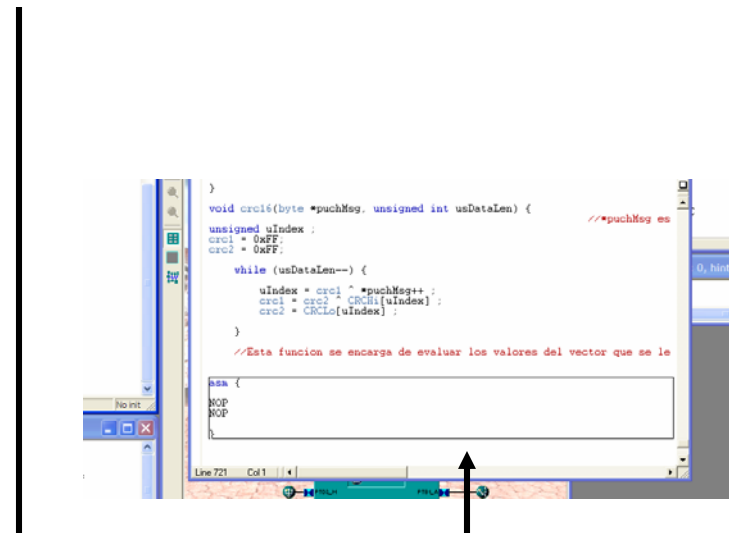 }
void crc16(byte *puchMsg, unsigned int usDataLen) {
//*puchMsg es
unsigned uIndex ;
crc1 = 0xFF;
crc2 = 0xFF;
while (usDataLen--) {
uIndex = crc1 ^ *puchMsg++ ;
crc1 = crc2 ^ CRCHi[uIndex] ;
crc2 = CRCLo[uIndex] ;
}
//Esta funcion se encarga de evaluar los valores del vector que se le
asm {
NOP
NOP
}
Line 721 Col 1
No init
0, hint